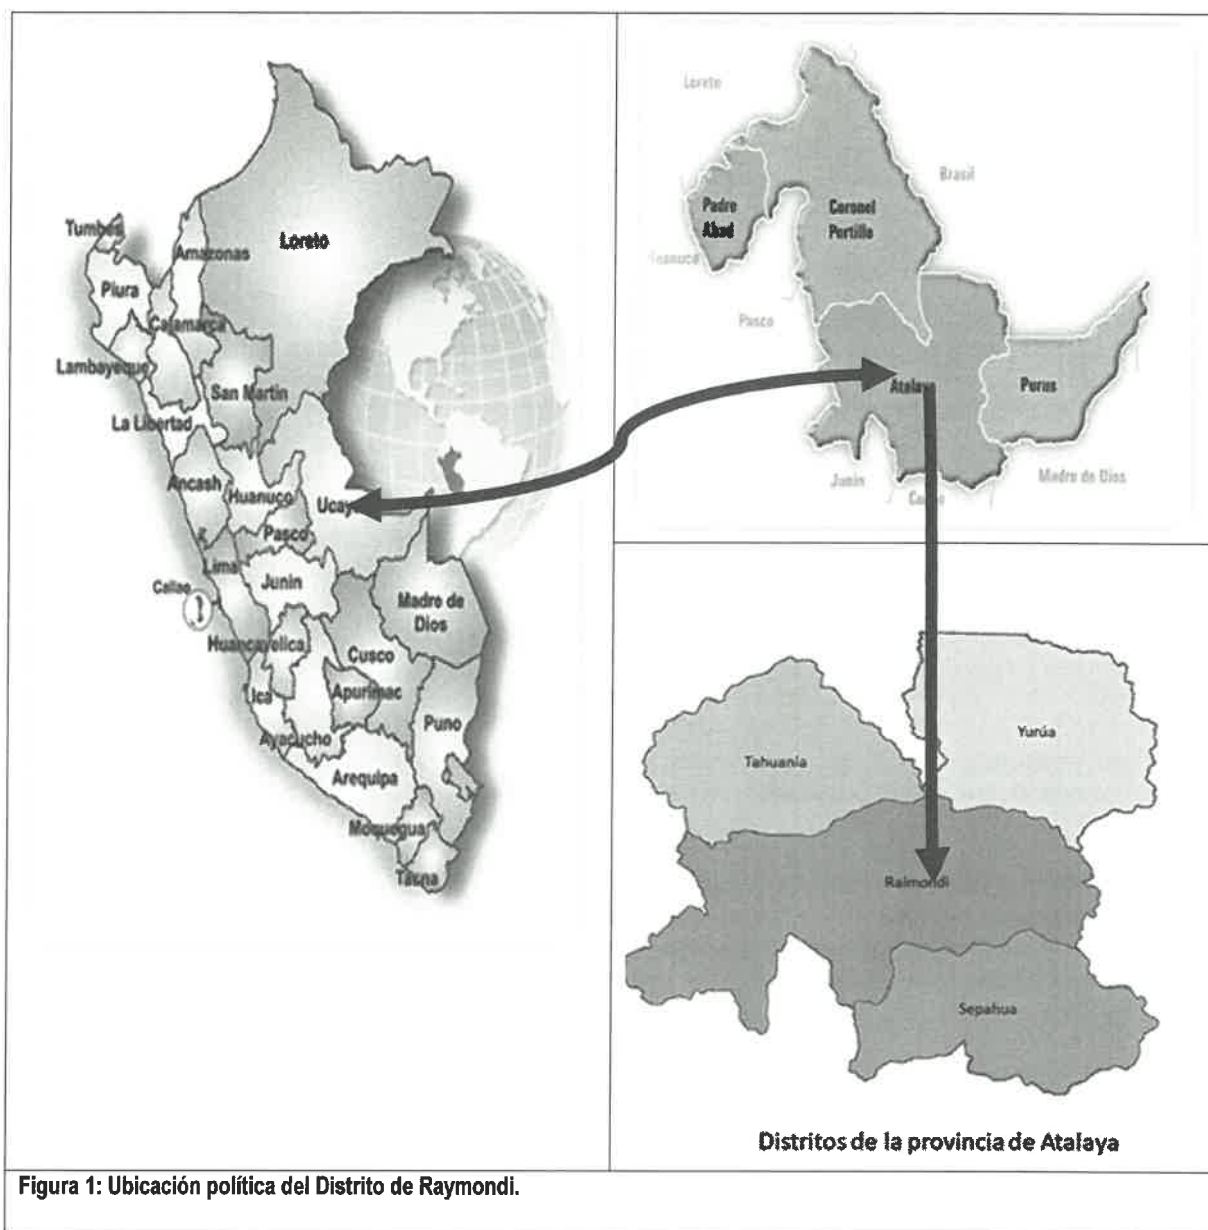 Tumbes
Loreto
Amazonas
Piura
Cajamarca
Lambayeque
San Martin
La Libertad
Ancash
Huanuco
Pasco
Lima
Callao
Junin
Madre de
Dios
Huancavelica
Cusco
Ica
Apurimac
Puno
Ayacucho
Arequipa
Moquegua
Tacna
Loreto
Brasil
Padre
Abad
Coronel
Portillo
Pasco
Purus
Junin
Madre de Dios
Yurúa
Tahuanía
Raimondi
Sepahua
Distritos de la provincia de Atalaya
Figura 1: Ubicación política del Distrito de Raymondi.